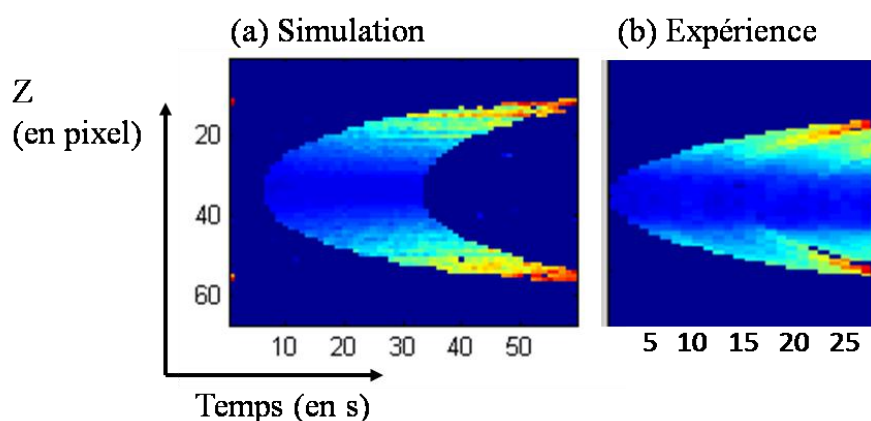 (a) Simulation
(b) Expérience
Z
(en pixel)
20
40
60
10 20 30 40 50
5 10 15 20 25
Temps (en s)